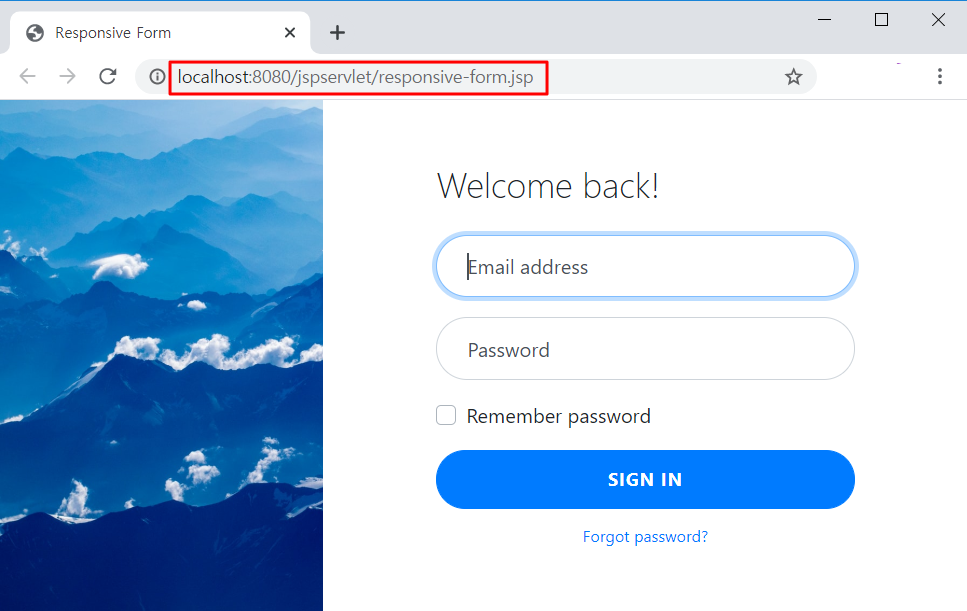 Responsive Form
localhost:8080/jspservlet/responsive-form.jsp
Welcome back!
Email address
Password
Remember password
SIGN IN
Forgot password?